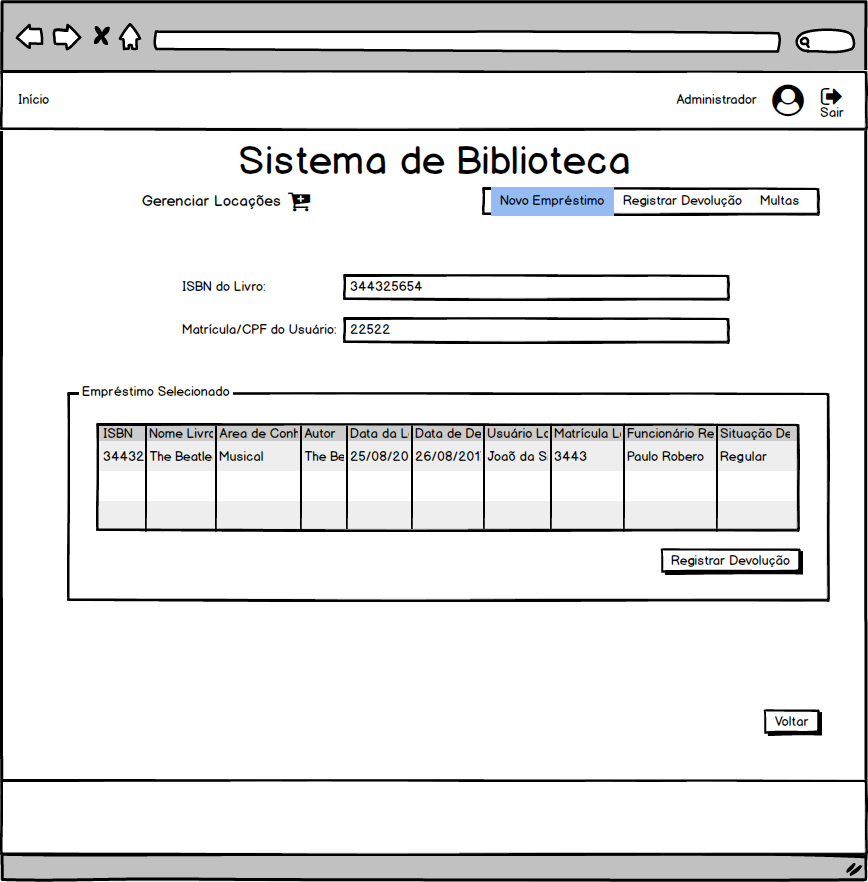 Início
Administrador
Sair
Sistema de Biblioteca
Gerenciar Locações
Novo Empréstimo Registrar Devolução Multas
ISBN do Livro: 344325654
Matrícula/CPF do Usuário: 22522
Empréstimo Selecionado
ISBN Nome Livro Area de Conh Autor Data da L Data de De Usuário Lo Matrícula L Funcionário Re Situação De
34432 The Beatle Musical The Be 25/08/20 26/08/201 Joaõ da S 3443 Paulo Robero Regular
Registrar Devolução
Voltar